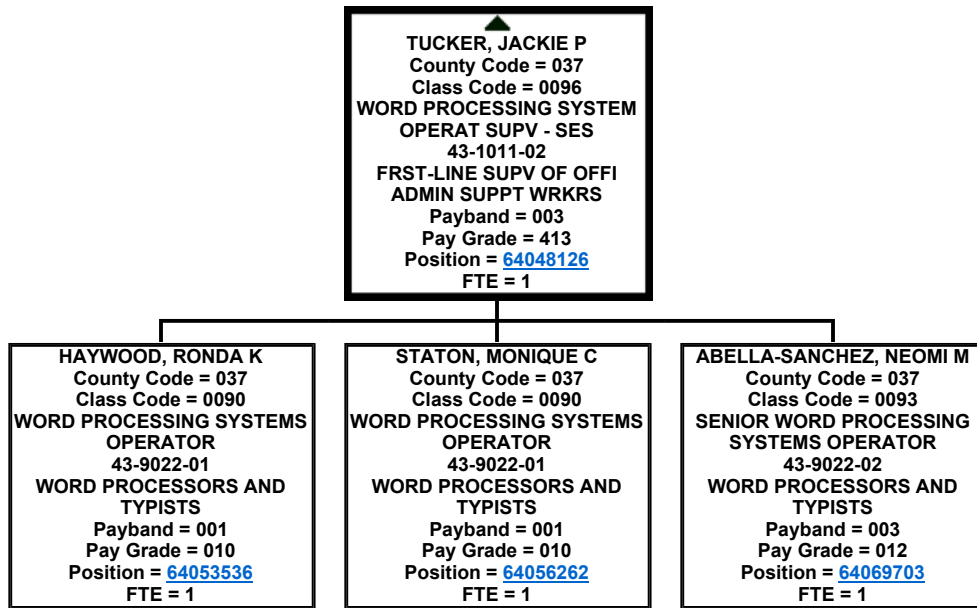 TUCKER, JACKIE P
County Code = 037
Class Code = 0096
WORD PROCESSING SYSTEM
OPERAT SUPV - SES
43-1011-02
FRST-LINE SUPV OF OFFI
ADMIN SUPPT WRKRS
Payband = 003
Pay Grade = 413
Position = 64048126
FTE = 1
HAYWOOD, RONDA K
County Code = 037
Class Code = 0090
WORD PROCESSING SYSTEMS
OPERATOR
43-9022-01
WORD PROCESSORS AND
TYPISTS
Payband = 001
Pay Grade = 010
Position = 64053536
FTE = 1
STATON, MONIQUE C
County Code = 037
Class Code = 0090
WORD PROCESSING SYSTEMS
OPERATOR
43-9022-01
WORD PROCESSORS AND
TYPISTS
Payband = 001
Pay Grade = 010
Position = 64056262
FTE = 1
ABELLA-SANCHEZ, NEOMI M
County Code = 037
Class Code = 0093
SENIOR WORD PROCESSING
SYSTEMS OPERATOR
43-9022-02
WORD PROCESSORS AND
TYPISTS
Payband = 003
Pay Grade = 012
Position = 64069703
FTE = 1